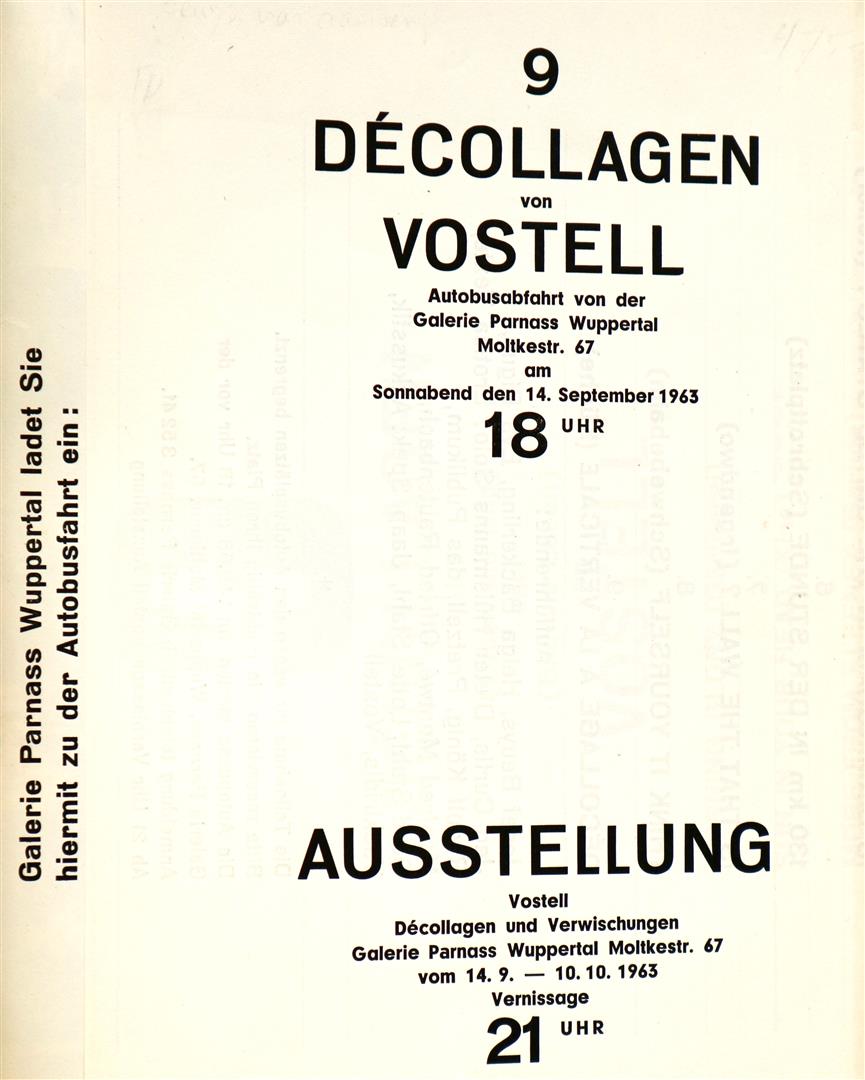 Galerie Parnass Wuppertal ladet Sie
hiermit zu der Autobusfahrt ein:
9
DÉCOLLAGEN
von
VOSTELL
Autobusabfahrt von der
Galerie Parnass Wuppertal
Moltkestr. 67
am
Sonnabend den 14. September 1963
18 UHR
AUSSTELLUNG
Vostell
Décollagen und Verwischungen
Galerie Parnass Wuppertal Moltkestr. 67
vom 14. 9. — 10. 10. 1963
Vernissage
21 UHR